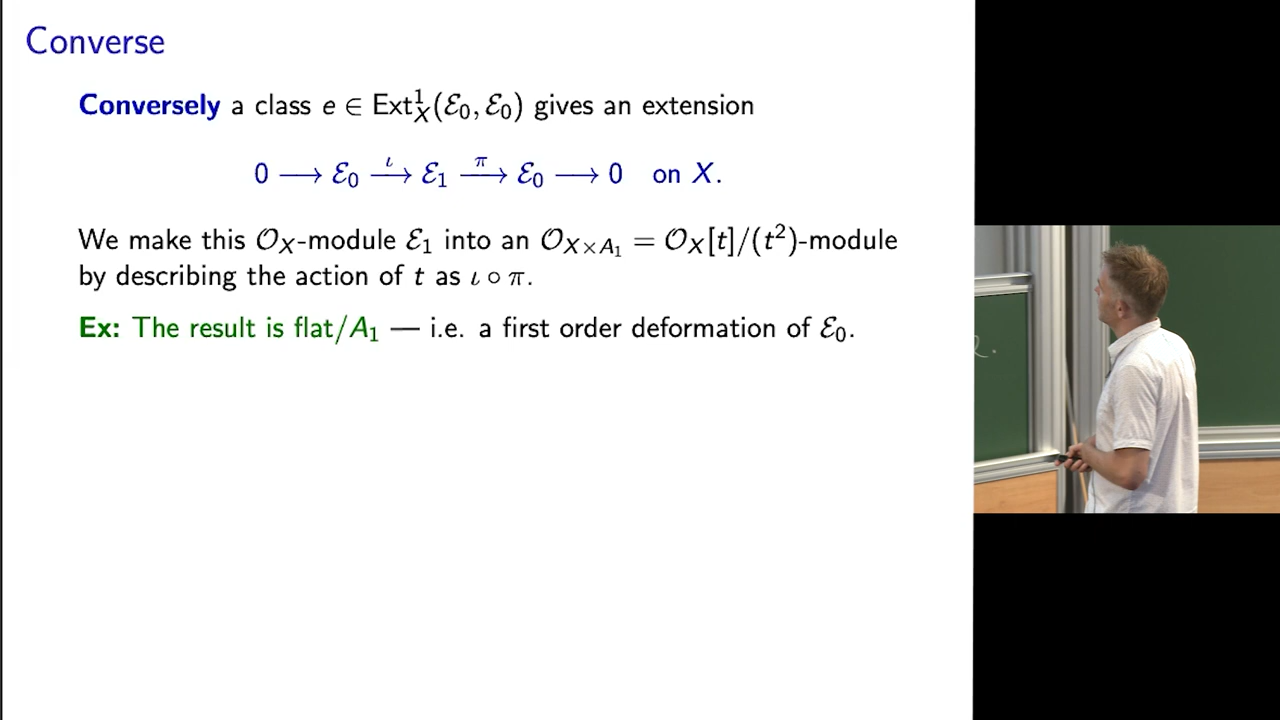 Converse
Conversely a class e ∈ Ext¹_X(ℰ₀, ℰ₀) gives an extension
0 ⟶ ℰ₀ —ι→ ℰ₁ —π→ ℰ₀ ⟶ 0 on X.
We make this 𝒪_X-module ℰ₁ into an 𝒪_{X×A₁} = 𝒪_X[t]/(t²)-module
by describing the action of t as ι ∘ π.
Ex: The result is flat/A₁ — i.e. a first order deformation of ℰ₀.